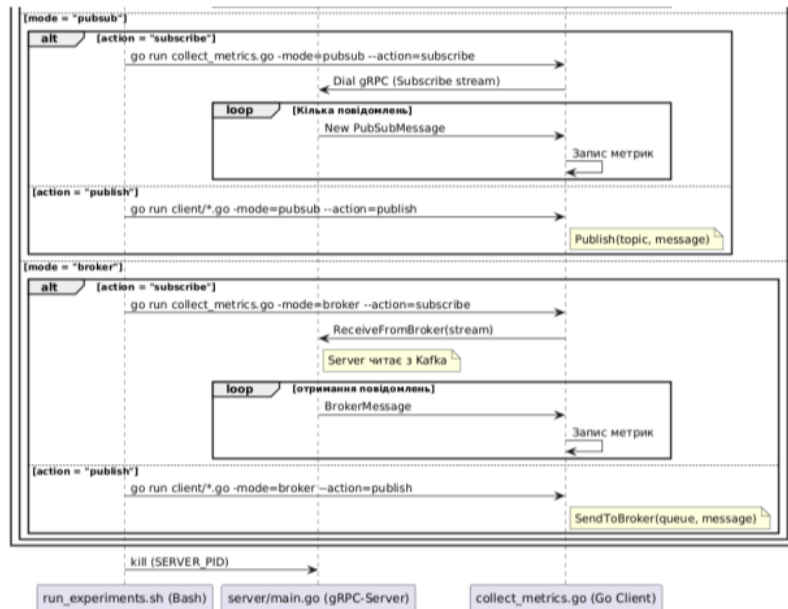 [mode = "pubsub"]
alt [action = "subscribe"]
go run collect_metrics.go -mode=pubsub --action=subscribe
Dial gRPC (Subscribe stream)
loop [Кілька повідомлень]
New PubSubMessage
Запис метрик
[action = "publish"]
go run client/*.go -mode=pubsub --action=publish
Publish(topic, message)
[mode = "broker"]
alt [action = "subscribe"]
go run collect_metrics.go -mode=broker --action=subscribe
ReceiveFromBroker(stream)
Server читає з Kafka
loop [отримання повідомлень]
BrokerMessage
Запис метрик
[action = "publish"]
go run client/*.go -mode=broker --action=publish
SendToBroker(queue, message)
kill (SERVER_PID)
run_experiments.sh (Bash) server/main.go (gRPC-Server) collect_metrics.go (Go Client)